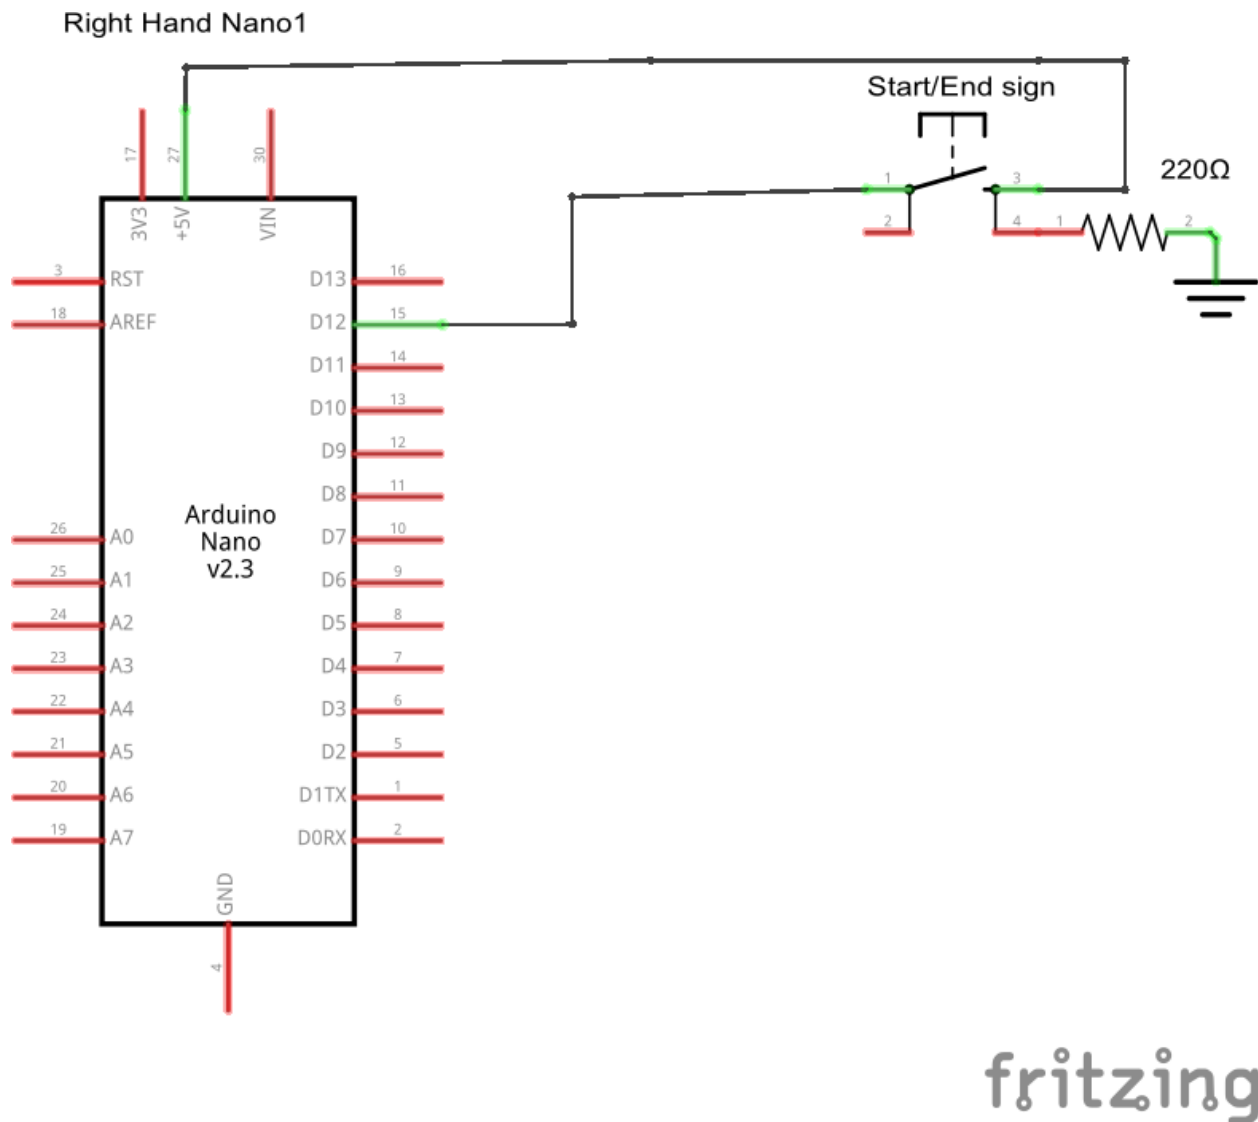 Right Hand Nano1
Start/End sign
220Ω
17
27
30
1
3
2
4
1
2
3V3
+5V
VIN
3
RST
D13
16
18
AREF
D12
15
D11
14
D10
13
D9
12
D8
11
Arduino
Nano
v2.3
26
A0
D7
10
25
A1
D6
9
24
A2
D5
8
23
A3
D4
7
22
A4
D3
6
21
A5
D2
5
20
A6
D1TX
1
19
A7
D0RX
2
GND
4
fritzing